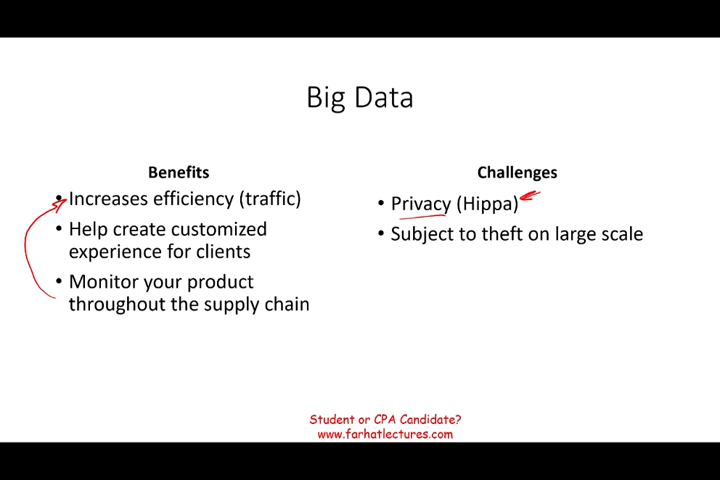 Big Data
Benefits
• Increases efficiency (traffic)
• Help create customized
experience for clients
• Monitor your product
throughout the supply chain
Challenges
• Privacy (Hippa)
• Subject to theft on large scale
Student or CPA Candidate?
www.farhatlectures.com